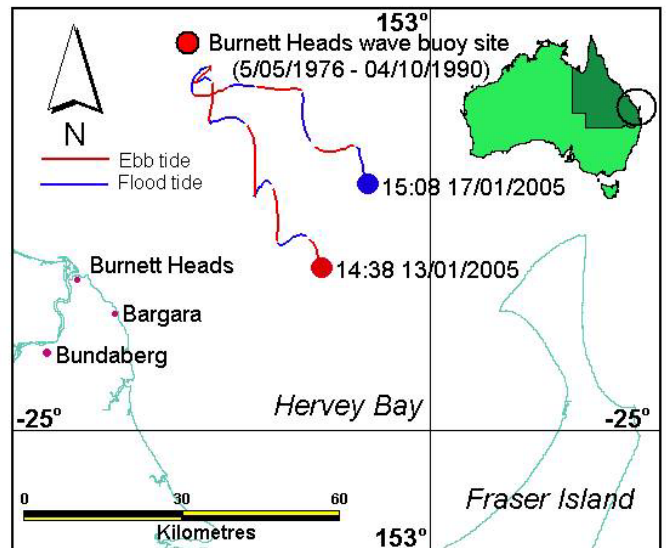 153°
Burnett Heads wave buoy site
(5/05/1976 - 04/10/1990)
N
Ebb tide
Flood tide
15:08 17/01/2005
14:38 13/01/2005
Burnett Heads
Bargara
Bundaberg
Hervey Bay
-25°
-25°
Fraser Island
0 30 60
Kilometres
153°